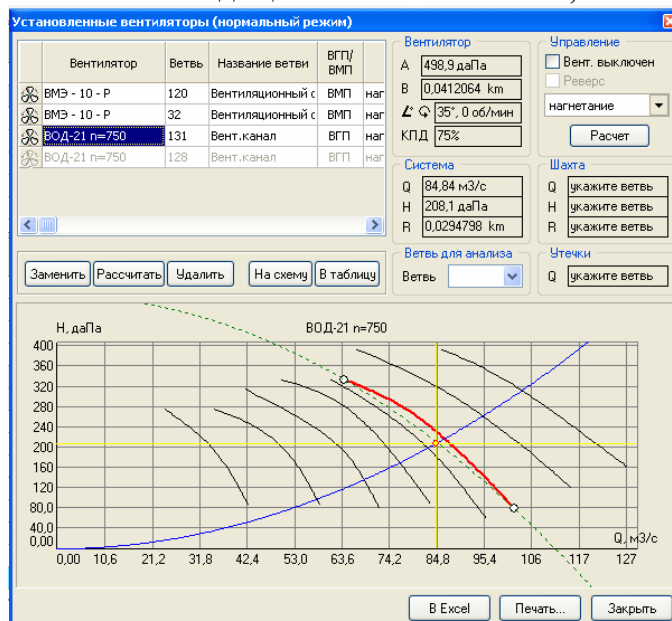 Установленные вентиляторы (нормальный режим)
Вентилятор Ветвь Название ветви ВГП/ ВМП
ВМЭ - 10 - Р 120 Вентиляционный с ВМП наг
ВМЭ - 10 - Р 32 Вентиляционный с ВМП наг
ВОД-21 n=750 131 Вент.канал ВГП наг
ВОД-21 n=750 128 Вент.канал ВГП наг
Заменить Рассчитать Удалить На схему В таблицу
Вентилятор
A 498,9 даПа
B 0,0412064 km
35°, 0 об/мин
КПД 75%
Управление
Вент. выключен
Реверс
нагнетание
Расчет
Система
Q 84,84 м3/с
H 208,1 даПа
R 0,0294798 km
Шахта
Q укажите ветвь
H укажите ветвь
R укажите ветвь
Ветвь для анализа
Ветвь
Утечки
Q укажите ветвь
H, даПа ВОД-21 n=750
400
360
320
280
240
200
160
120
80,0
40,0
0,00
Q, м3/с
0,00 10,6 21,2 31,8 42,4 53,0 63,6 74,2 84,8 95,4 106 117 127
В Excel Печать... Закрыть